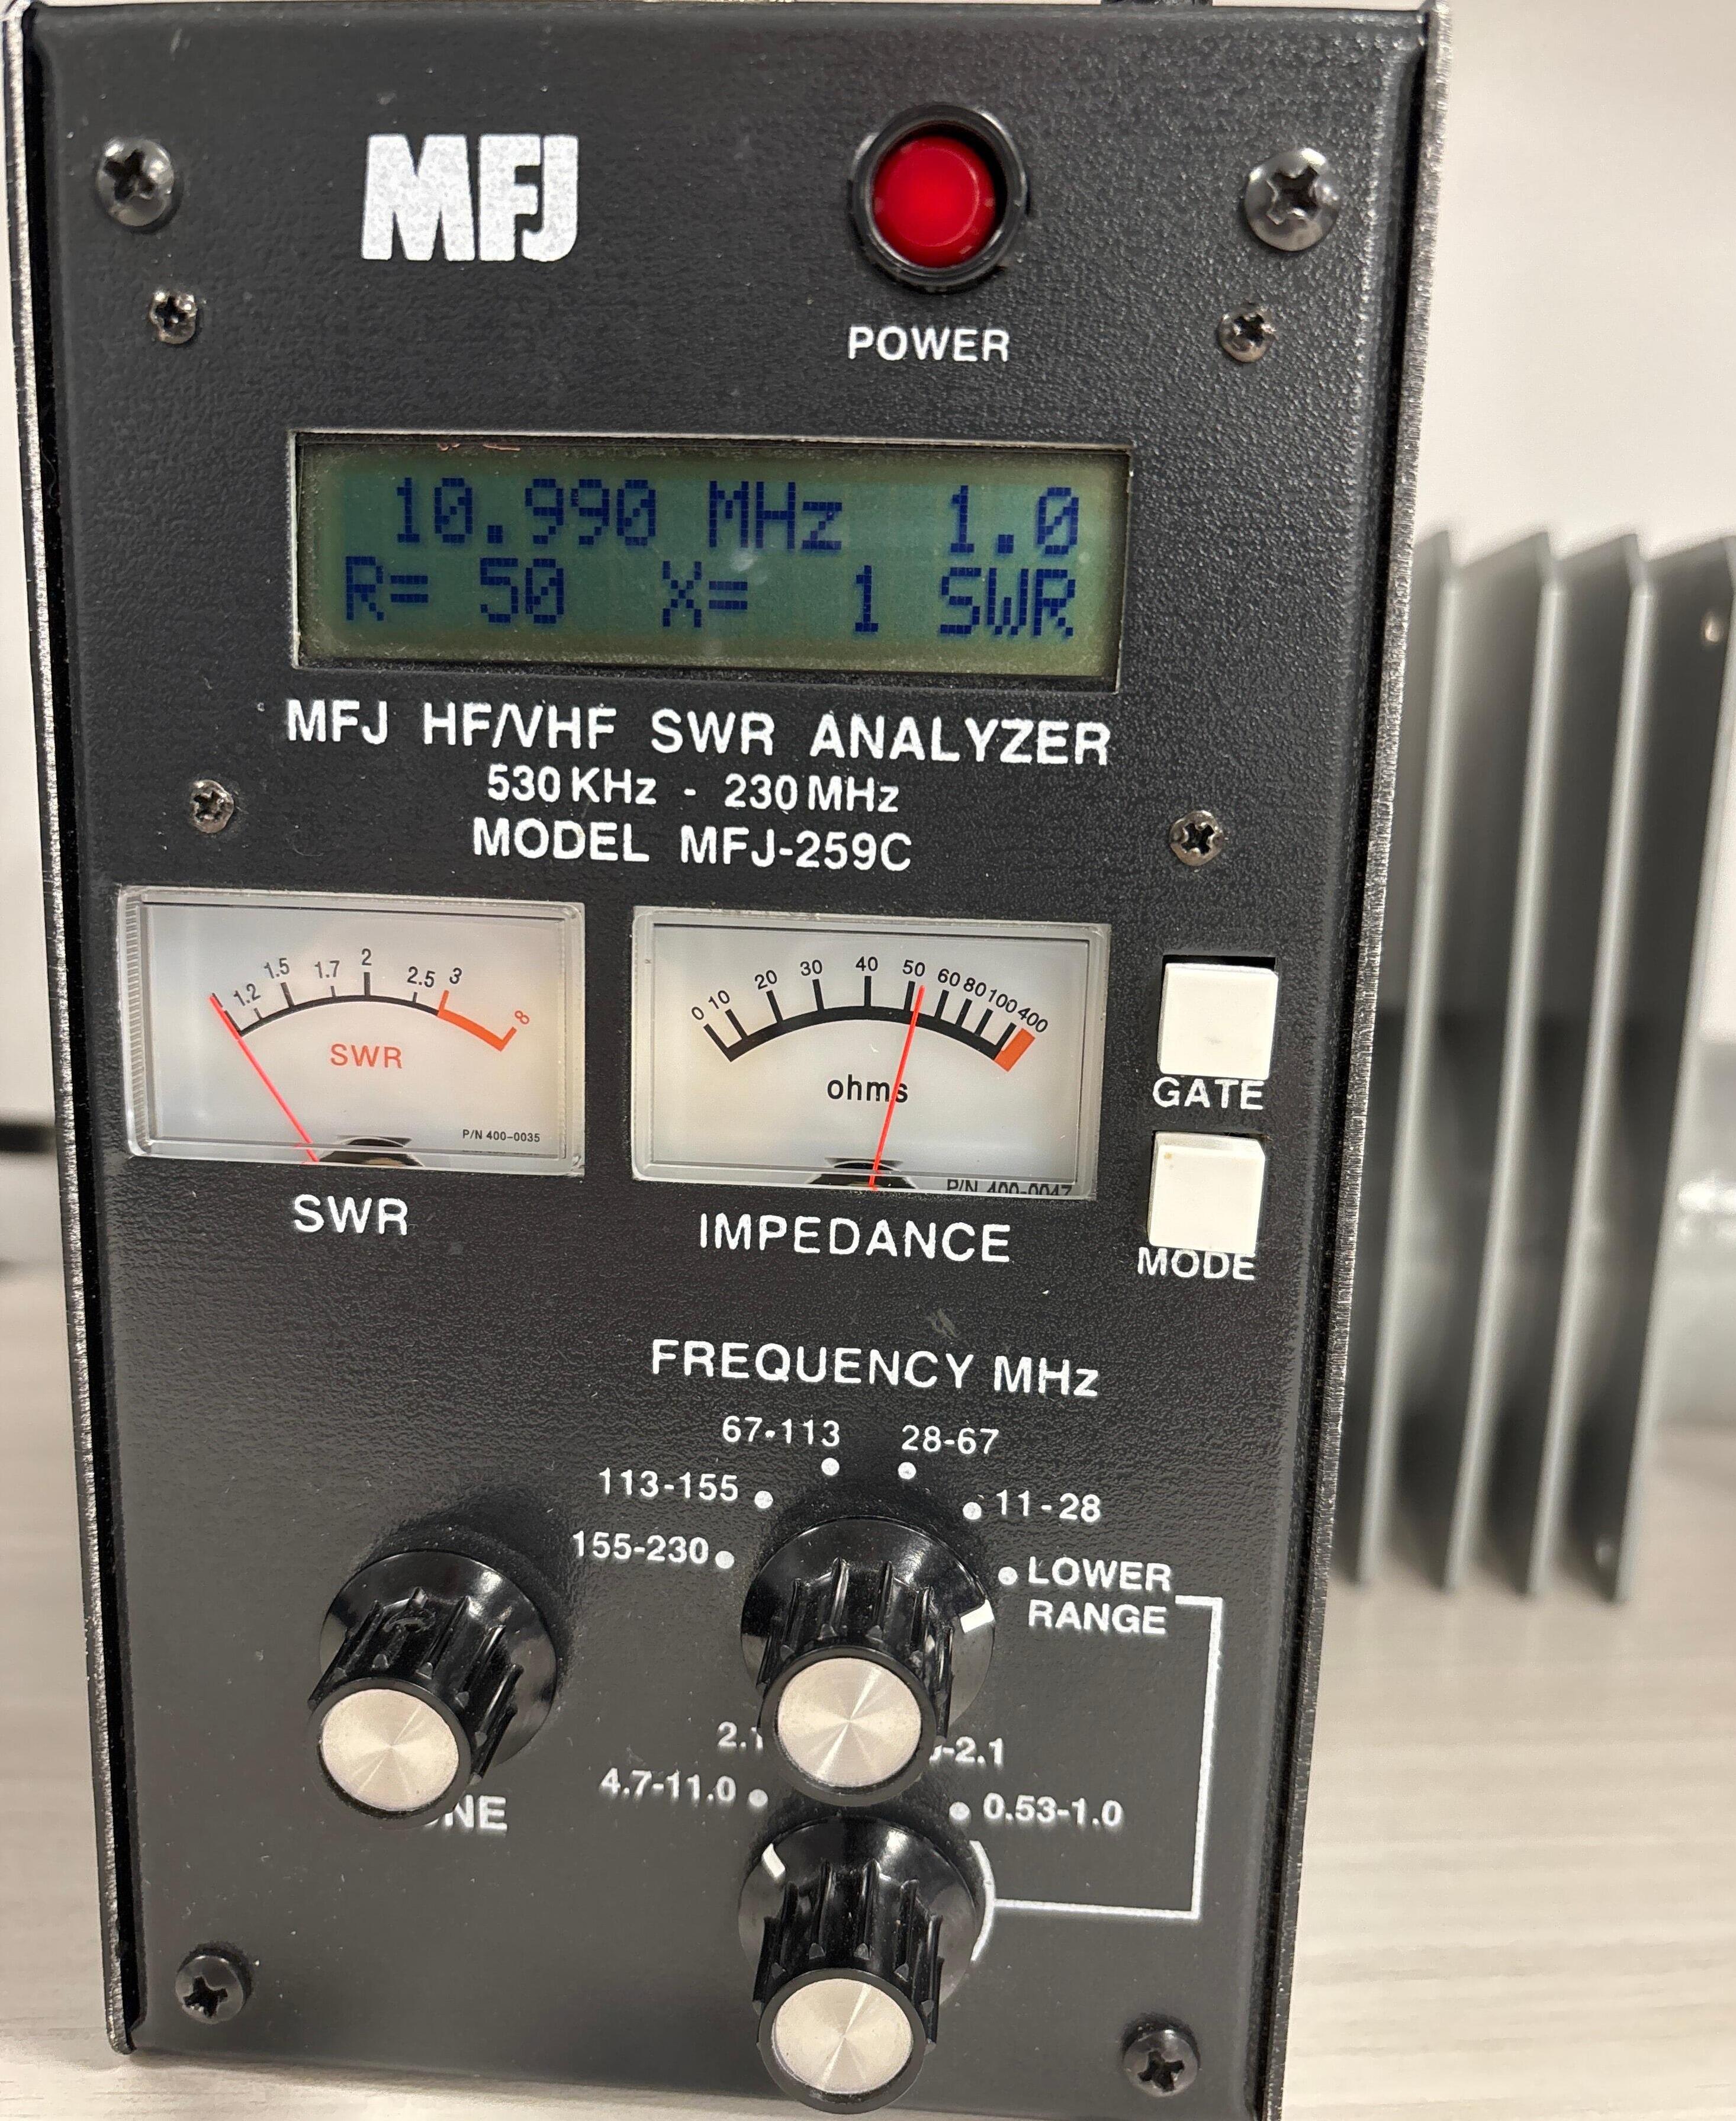 MFJ
POWER
10.990 MHz 1.0
R= 50 X= 1 SWR
MFJ HF/VHF SWR ANALYZER
530 KHz - 230 MHz
MODEL MFJ-259C
1.2 1.5 1.7 2 2.5 3 8
SWR
P/N 400-0035
SWR
0 10 20 30 40 50 60 80 100 400
ohms
P/N 400-0047
IMPEDANCE
GATE
MODE
FREQUENCY MHz
67-113 28-67
113-155 11-28
155-230 LOWER
RANGE
4.7-11.0 0.53-1.0